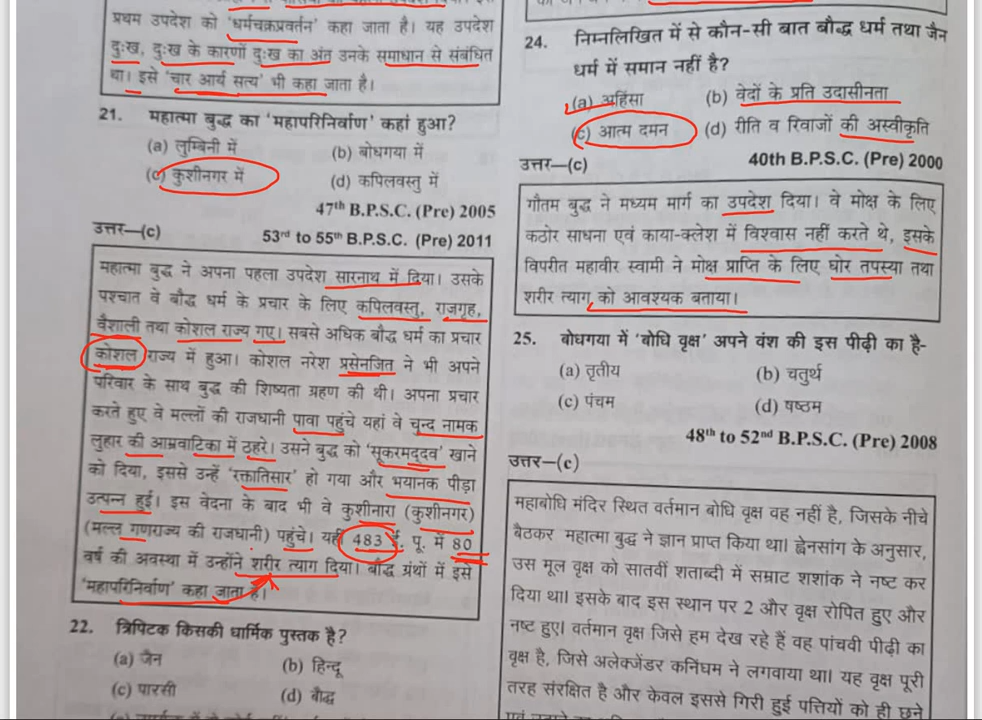 प्रथम उपदेश को 'धर्मचक्रप्रवर्तन' कहा जाता है। यह उपदेश
दुःख, दुःख के कारणों दुःख का अंत उनके समाधान से संबंधित
था। इसे 'चार आर्य सत्य' भी कहा जाता है।
21. महात्मा बुद्ध का 'महापरिनिर्वाण' कहां हुआ?
(a) लुम्बिनी में (b) बोधगया में
(c) कुशीनगर में (d) कपिलवस्तु में
47th B.P.S.C. (Pre) 2005
उत्तर—(c) 53rd to 55th B.P.S.C. (Pre) 2011
महात्मा बुद्ध ने अपना पहला उपदेश सारनाथ में दिया। उसके
पश्चात वे बौद्ध धर्म के प्रचार के लिए कपिलवस्तु, राजगृह,
वैशाली तथा कोशल राज्य गए। सबसे अधिक बौद्ध धर्म का प्रचार
कोशल राज्य में हुआ। कोशल नरेश प्रसेनजित ने भी अपने
परिवार के साथ बुद्ध की शिष्यता ग्रहण की थी। अपना प्रचार
करते हुए वे मल्लों की राजधानी पावा पहुंचे यहां वे चुन्द नामक
लुहार की आम्रवाटिका में ठहरे। उसने बुद्ध को 'सूकरमद्दव' खाने
को दिया, इससे उन्हें 'रक्तातिसार' हो गया और भयानक पीड़ा
उत्पन्न हुई। इस वेदना के बाद भी वे कुशीनारा (कुशीनगर)
(मल्ल गणराज्य की राजधानी) पहुंचे। यहीं 483 ई. पू. में 80
वर्ष की अवस्था में उन्होंने शरीर त्याग दिया। बौद्ध ग्रंथों में इसे
'महापरिनिर्वाण' कहा जाता है।
22. त्रिपिटक किसकी धार्मिक पुस्तक है?
(a) जैन (b) हिन्दू
(c) पारसी (d) बौद्ध
24. निम्नलिखित में से कौन-सी बात बौद्ध धर्म तथा जैन
धर्म में समान नहीं है?
(a) अहिंसा (b) वेदों के प्रति उदासीनता
(c) आत्म दमन (d) रीति व रिवाजों की अस्वीकृति
उत्तर—(c) 40th B.P.S.C. (Pre) 2000
गौतम बुद्ध ने मध्यम मार्ग का उपदेश दिया। वे मोक्ष के लिए
कठोर साधना एवं काया-क्लेश में विश्वास नहीं करते थे, इसके
विपरीत महावीर स्वामी ने मोक्ष प्राप्ति के लिए घोर तपस्या तथा
शरीर त्याग को आवश्यक बताया।
25. बोधगया में 'बोधि वृक्ष' अपने वंश की इस पीढ़ी का है-
(a) तृतीय (b) चतुर्थ
(c) पंचम (d) षष्ठम
48th to 52nd B.P.S.C. (Pre) 2008
उत्तर—(c)
महाबोधि मंदिर स्थित वर्तमान बोधि वृक्ष वह नहीं है, जिसके नीचे
बैठकर महात्मा बुद्ध ने ज्ञान प्राप्त किया था। ह्वेनसांग के अनुसार,
उस मूल वृक्ष को सातवीं शताब्दी में सम्राट शशांक ने नष्ट कर
दिया था। इसके बाद इस स्थान पर 2 और वृक्ष रोपित हुए और
नष्ट हुए। वर्तमान वृक्ष जिसे हम देख रहे हैं वह पांचवी पीढ़ी का
वृक्ष है, जिसे अलेक्जेंडर कनिंघम ने लगवाया था। यह वृक्ष पूरी
तरह संरक्षित है और केवल इससे गिरी हुई पत्तियों को ही छूने